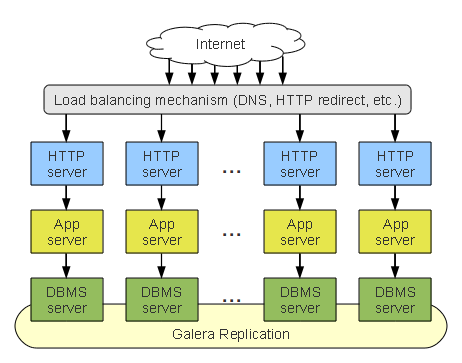 Internet
Load balancing mechanism (DNS, HTTP redirect, etc.)
HTTP server
HTTP server
...
HTTP server
HTTP server
App server
App server
...
App server
App server
DBMS server
DBMS server
...
DBMS server
DBMS server
Galera Replication